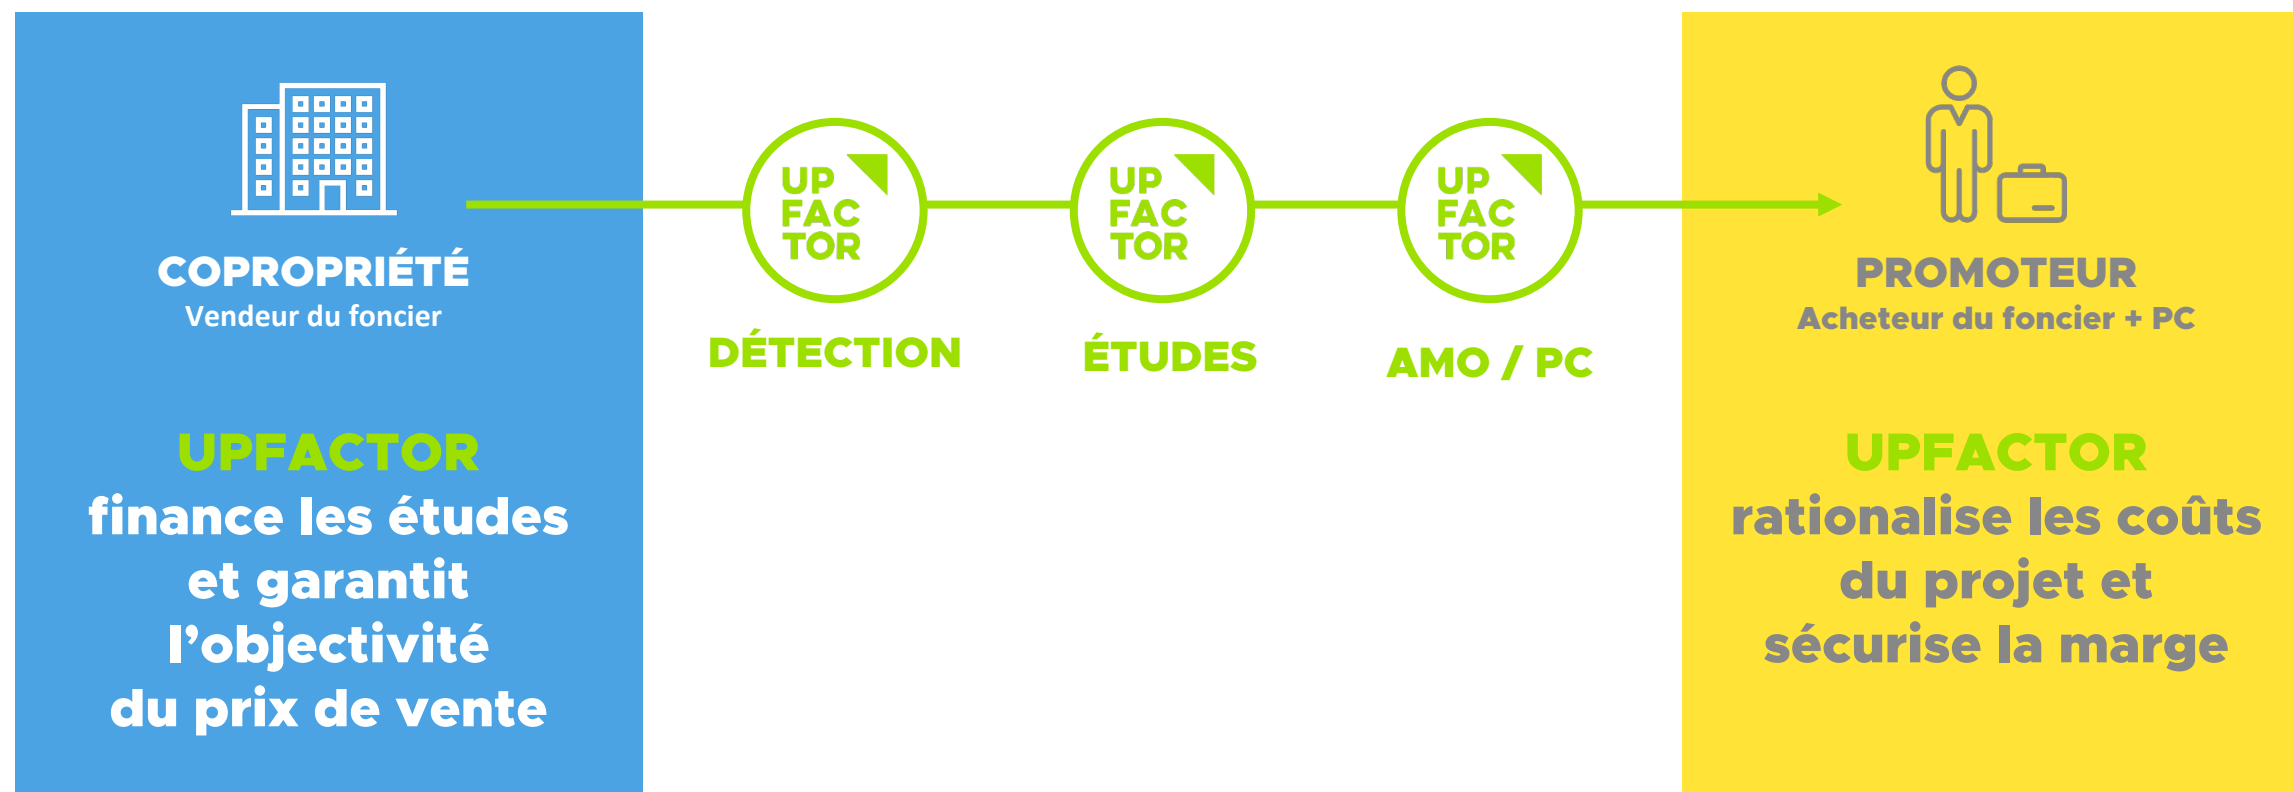 COPROPRIÉTÉ
Vendeur du foncier
UPFACTOR
finance les études
et garantit
l’objectivité
du prix de vente
UP
FAC
TOR
DÉTECTION
UP
FAC
TOR
ÉTUDES
UP
FAC
TOR
AMO / PC
PROMOTEUR
Acheteur du foncier + PC
UPFACTOR
rationalise les coûts
du projet et
sécurise la marge